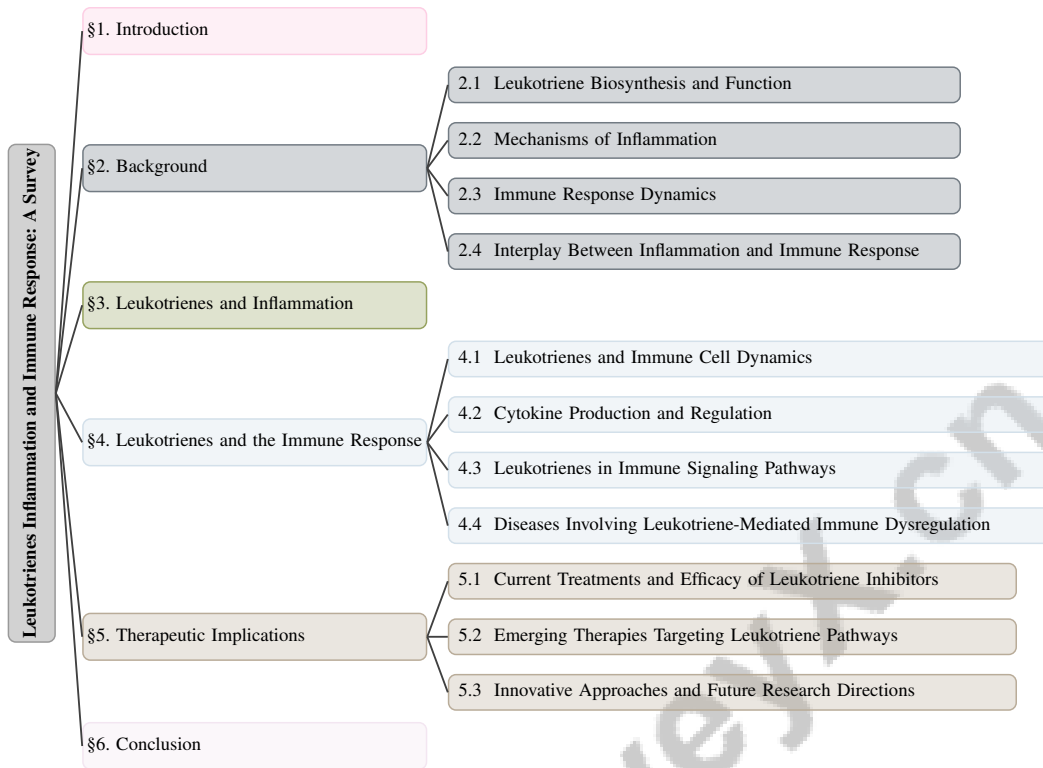 Leukotrienes Inflammation and Immune Response: A Survey
§1. Introduction
§2. Background
2.1 Leukotriene Biosynthesis and Function
2.2 Mechanisms of Inflammation
2.3 Immune Response Dynamics
2.4 Interplay Between Inflammation and Immune Response
§3. Leukotrienes and Inflammation
§4. Leukotrienes and the Immune Response
4.1 Leukotrienes and Immune Cell Dynamics
4.2 Cytokine Production and Regulation
4.3 Leukotrienes in Immune Signaling Pathways
4.4 Diseases Involving Leukotriene-Mediated Immune Dysregulation
§5. Therapeutic Implications
5.1 Current Treatments and Efficacy of Leukotriene Inhibitors
5.2 Emerging Therapies Targeting Leukotriene Pathways
5.3 Innovative Approaches and Future Research Directions
§6. Conclusion
veyX.cn